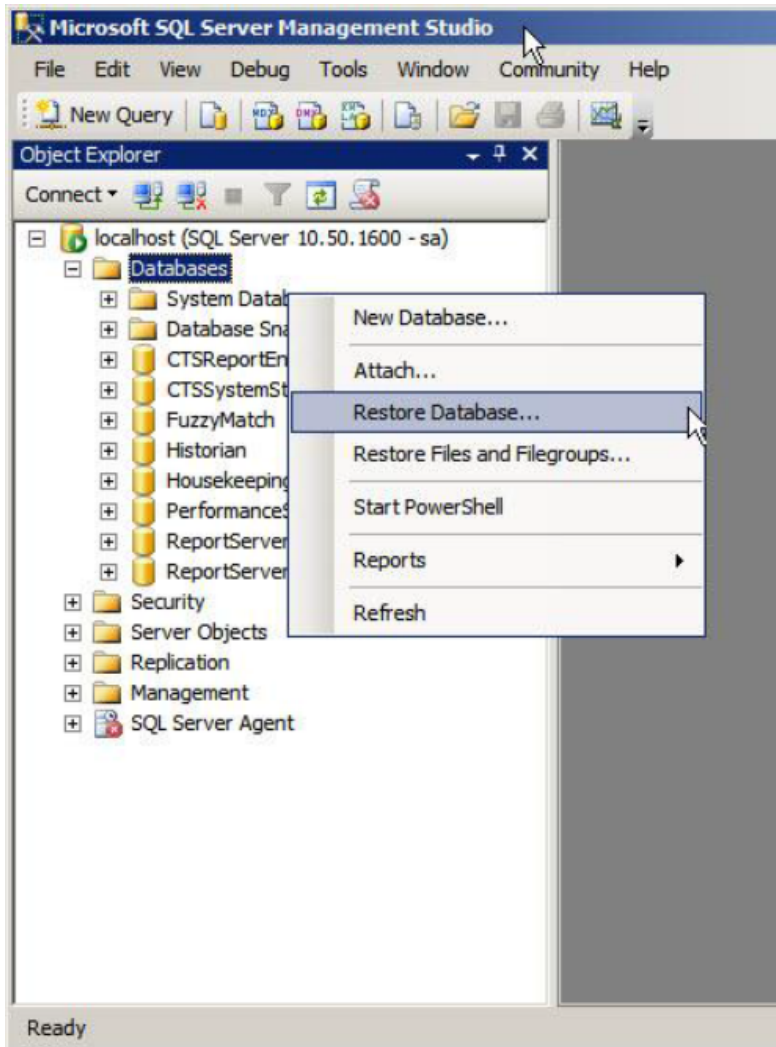 Microsoft SQL Server Management Studio
File Edit View Debug Tools Window Community Help
New Query
Object Explorer
Connect
localhost (SQL Server 10.50.1600 - sa)
Databases
System Datab
Database Sna
CTSReportEn
CTSSystemSt
FuzzyMatch
Historian
Housekeeping
PerformanceS
ReportServer
ReportServer
Security
Server Objects
Replication
Management
SQL Server Agent
New Database...
Attach...
Restore Database...
Restore Files and Filegroups...
Start PowerShell
Reports
Refresh
Ready